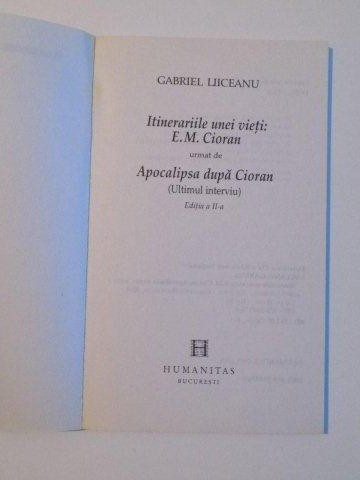 GABRIEL LIICEANU
Itinerariile unei vieți:
E.M. Cioran
urmat de
Apocalipsa după Cioran
(Ultimul interviu)
Ediția a II-a
HUMANITAS
BUCUREȘTI